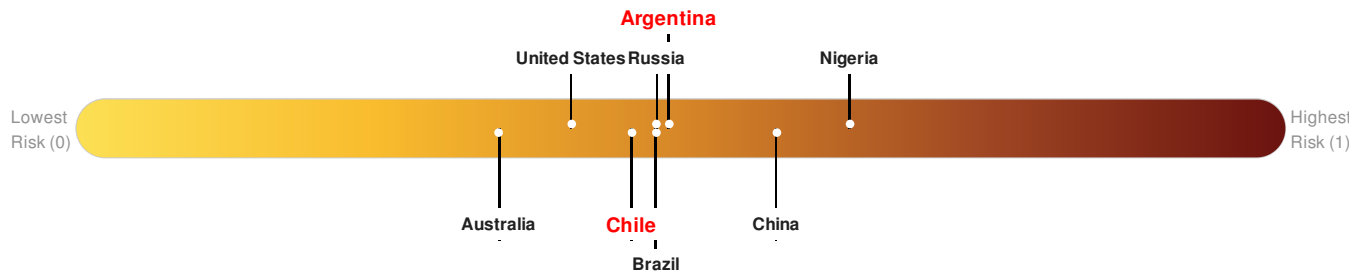 Argentina
United States Russia Nigeria
Lowest
Risk (0)
Highest
Risk (1)
Australia Chile China
Brazil